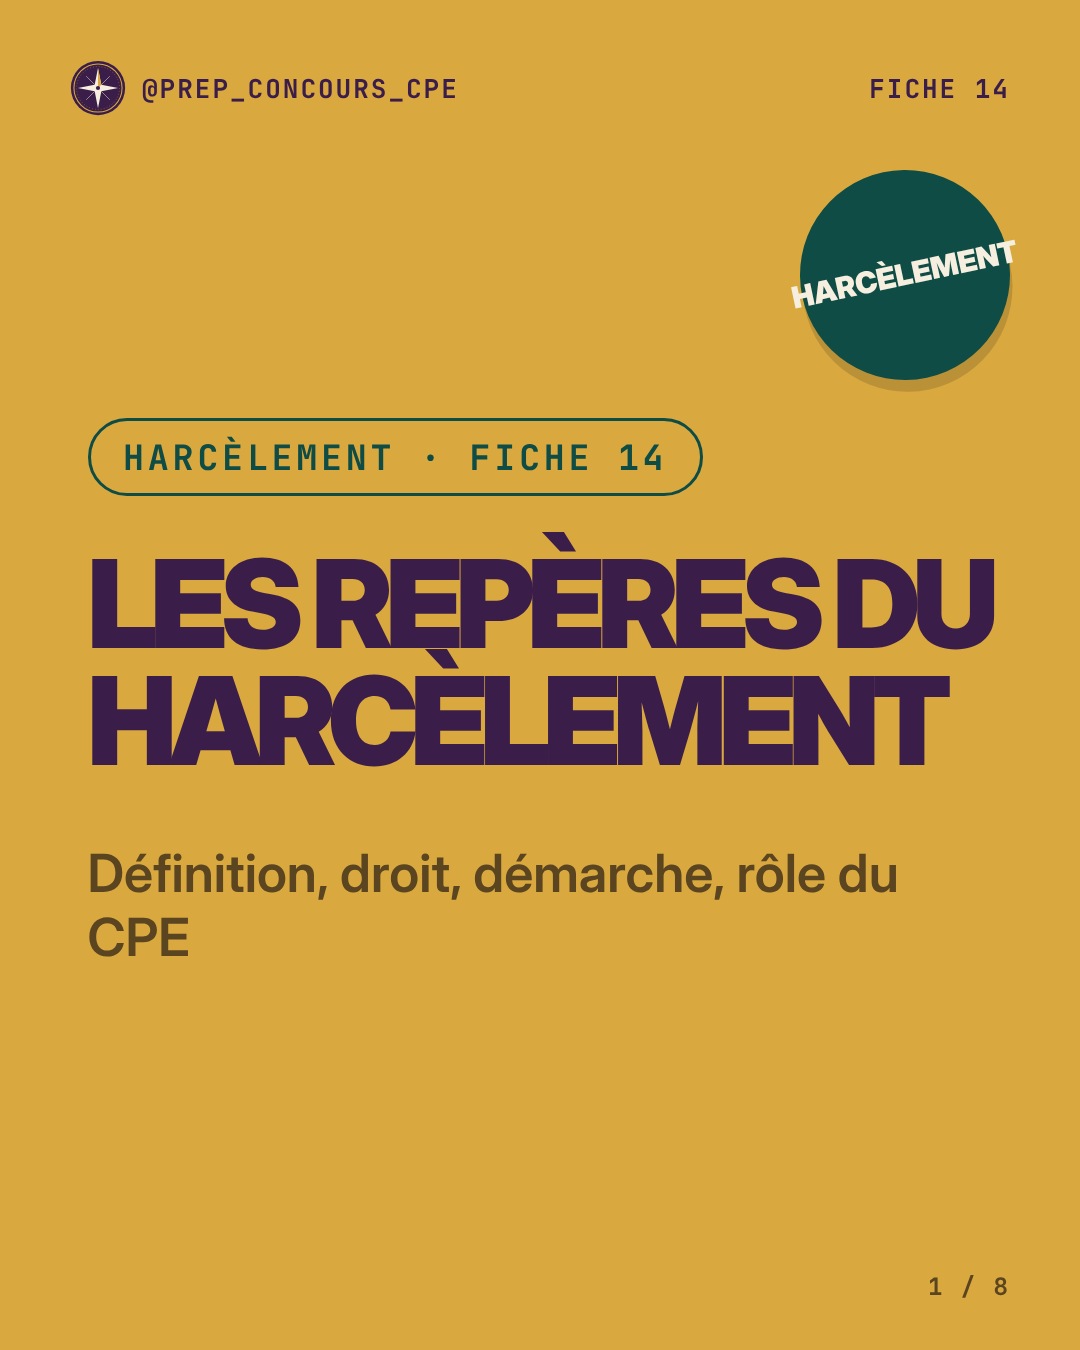 @PREP_CONCOURS_CPE
FICHE 14
HARCÈLEMENT
HARCÈLEMENT · FICHE 14
LES REPÈRES DU
HARCÈLEMENT
Définition, droit, démarche, rôle du
CPE
1 / 8